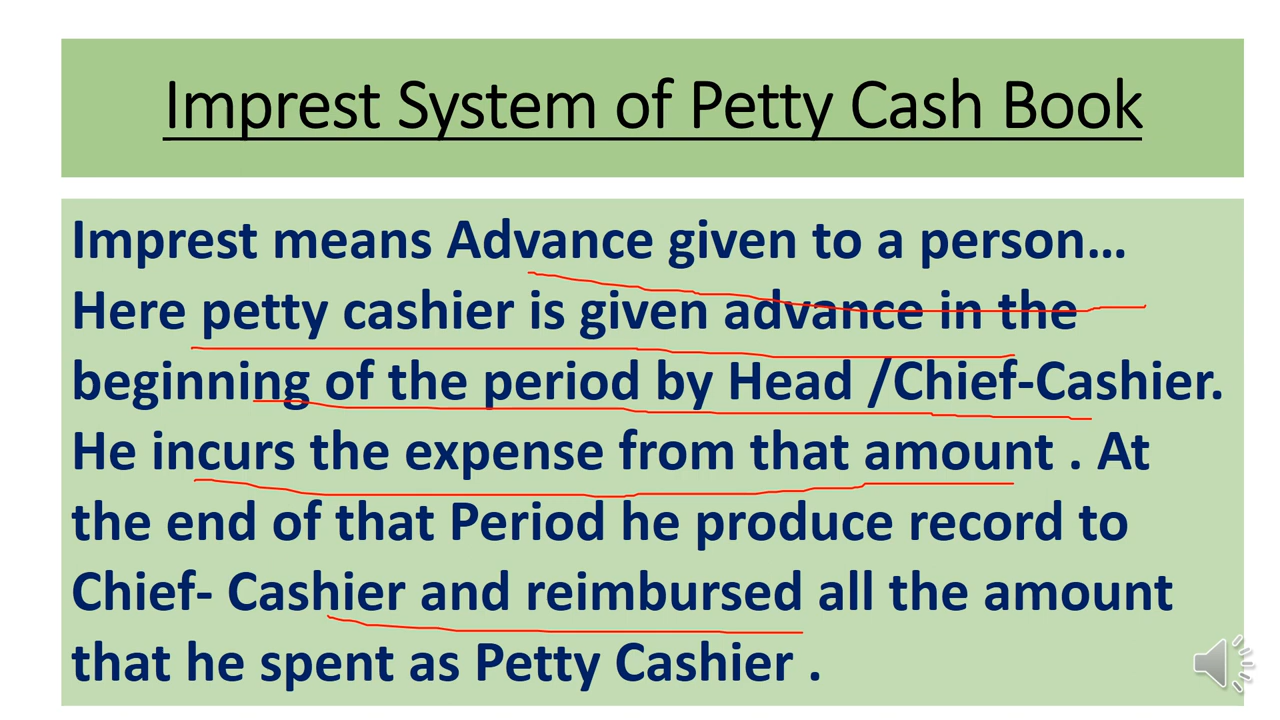 Imprest System of Petty Cash Book
Imprest means Advance given to a person...
Here petty cashier is given advance in the
beginning of the period by Head /Chief-Cashier.
He incurs the expense from that amount . At
the end of that Period he produce record to
Chief- Cashier and reimbursed all the amount
that he spent as Petty Cashier .